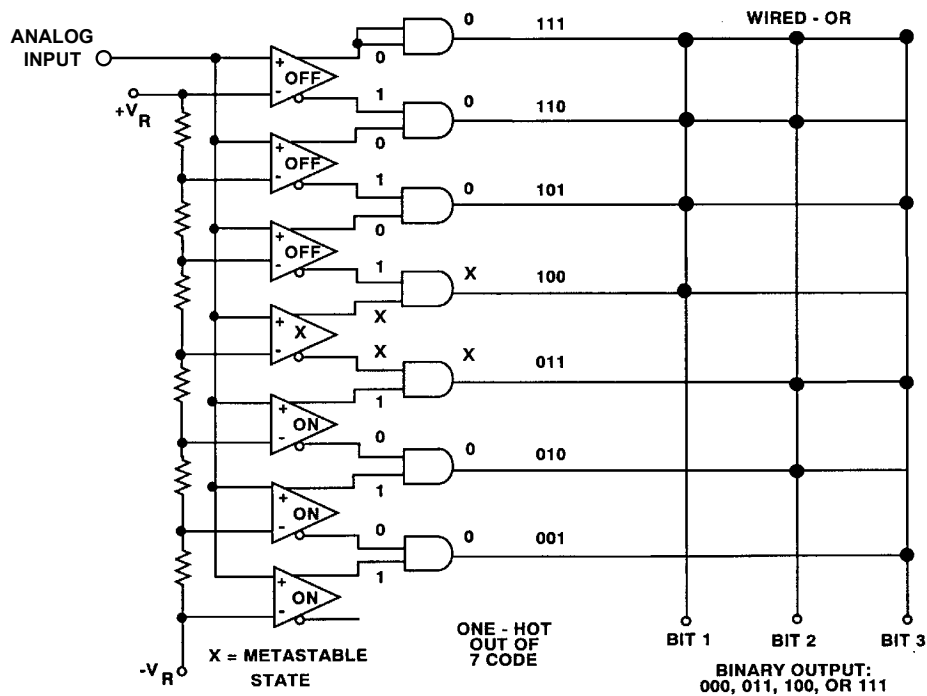 ANALOG
INPUT
+V_R
-V_R
+
-
OFF
0
1
+
-
OFF
0
1
+
-
OFF
0
1
+
-
X
X
X
+
-
ON
1
0
+
-
ON
1
0
+
-
ON
1
0 111
0 110
0 101
X 100
X 011
0 010
0 001
WIRED - OR
X = METASTABLE
STATE
ONE - HOT
OUT OF
7 CODE
BIT 1 BIT 2 BIT 3
BINARY OUTPUT:
000, 011, 100, OR 111